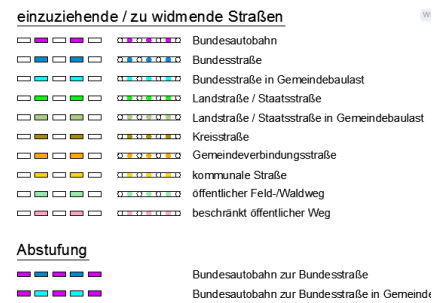 einzuziehende / zu widmende Straßen
W
Bundesautobahn
Bundesstraße
Bundesstraße in Gemeindebaulast
Landstraße / Staatsstraße
Landstraße / Staatsstraße in Gemeindebaulast
Kreisstraße
Gemeindeverbindungsstraße
kommunale Straße
öffentlicher Feld-/Waldweg
beschränkt öffentlicher Weg
Abstufung
Bundesautobahn zur Bundesstraße
Bundesautobahn zur Bundesstraße in Gemeinde